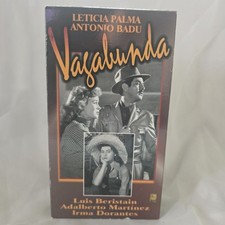 LETICIA PALMA
ANTONIO BADU
Vagabunda
Luis Beristain
Adalberto Martinez
Irma Dorantes